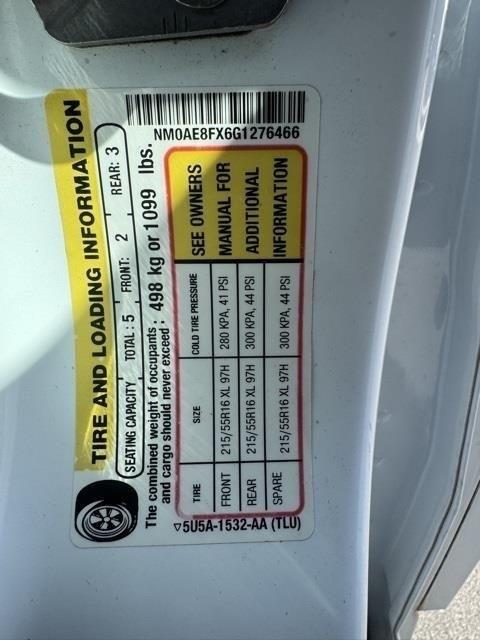 NM0AE8FX6G1276466
TIRE AND LOADING INFORMATION
SEATING CAPACITY TOTAL : 5 FRONT: 2 REAR: 3
The combined weight of occupants
and cargo should never exceed : 498 kg or 1099 lbs.
TIRE SIZE COLD TIRE PRESSURE
FRONT 215/55R16 XL 97H 280 KPA, 41 PSI
REAR 215/55R16 XL 97H 300 KPA, 44 PSI
SPARE 215/55R16 XL 97H 300 KPA, 44 PSI
SEE OWNERS
MANUAL FOR
ADDITIONAL
INFORMATION
▽5U5A-1532-AA (TLU)